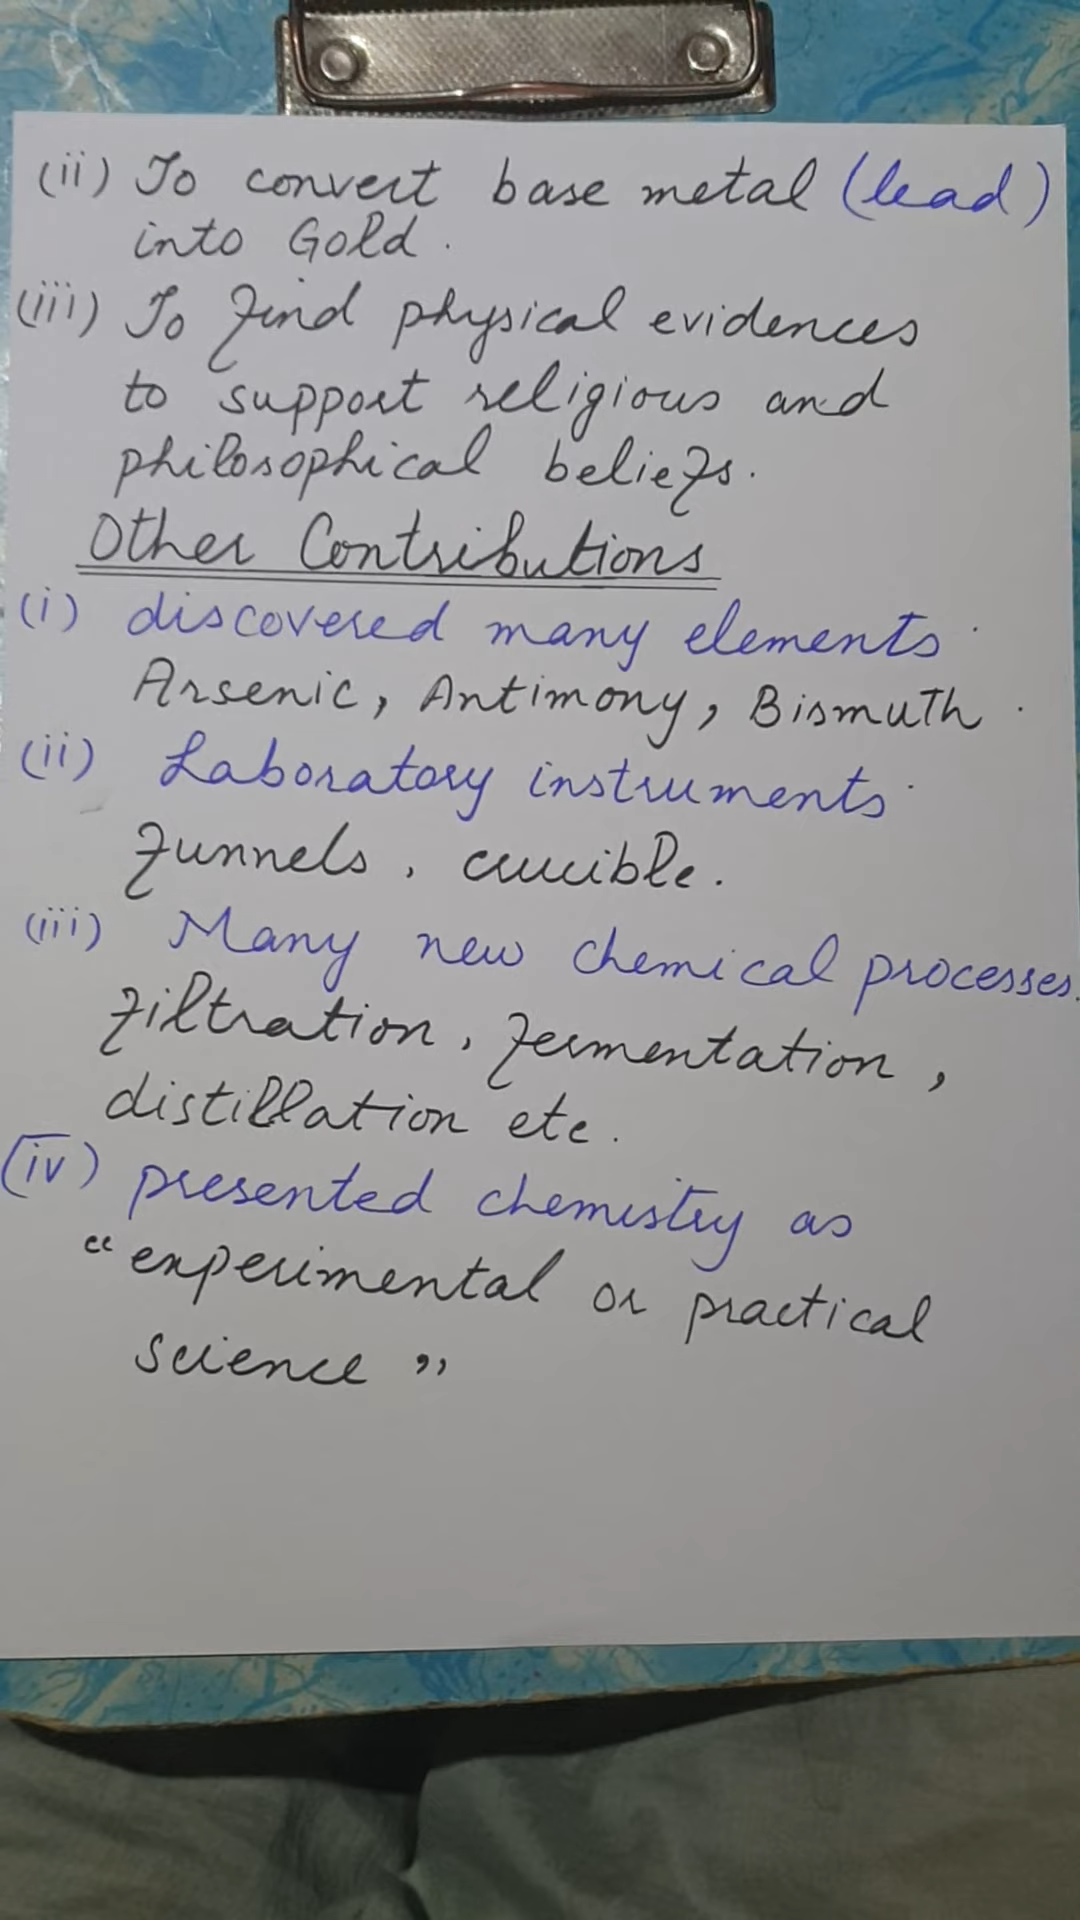 (ii) To convert base metal (lead)
into Gold.
(iii) To find physical evidences
to support religious and
philosophical beliefs.
Other Contributions
(i) discovered many elements.
Arsenic, Antimony, Bismuth.
(ii) Laboratory instruments.
funnels, crucible.
(iii) Many new chemical processes.
filtration, fermentation,
distillation etc.
(iv) presented chemistry as
"experimental or practical
science"